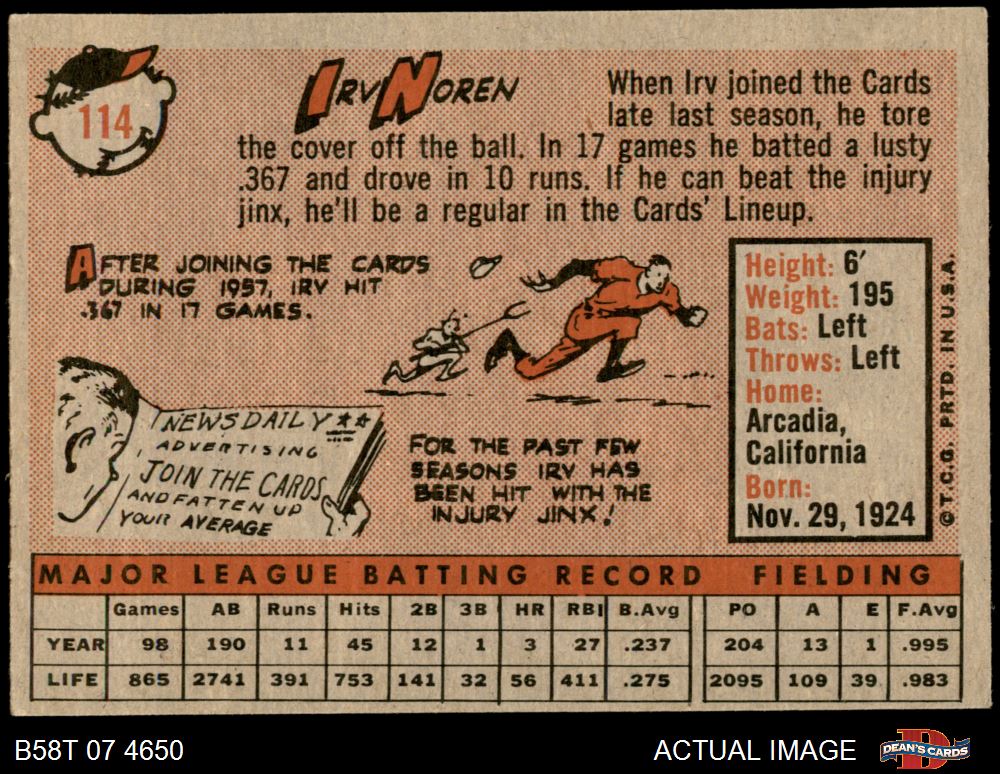 114
Irv Noren
When Irv joined the Cards
late last season, he tore
the cover off the ball. In 17 games he batted a lusty
.367 and drove in 10 runs. If he can beat the injury
jinx, he'll be a regular in the Cards' Lineup.
AFTER JOINING THE CARDS
DURING 1957, IRV HIT
.367 IN 17 GAMES.
NEWS DAILY
ADVERTISING
JOIN THE CARDS
AND FATTEN UP
YOUR AVERAGE
FOR THE PAST FEW
SEASONS IRV HAS
BEEN HIT WITH THE
INJURY JINX!
Height: 6'
Weight: 195
Bats: Left
Throws: Left
Home:
Arcadia,
California
Born:
Nov. 29, 1924
© T.C.G. PRTD. IN U.S.A.
MAJOR LEAGUE BATTING RECORD FIELDING
Games AB Runs Hits 2B 3B HR RBI B.Avg PO A E F.Avg
YEAR 98 190 11 45 12 1 3 27 .237 204 13 1 .995
LIFE 865 2741 391 753 141 32 56 411 .275 2095 109 39 .983
B58T 07 4650 ACTUAL IMAGE DEAN'S CARDS